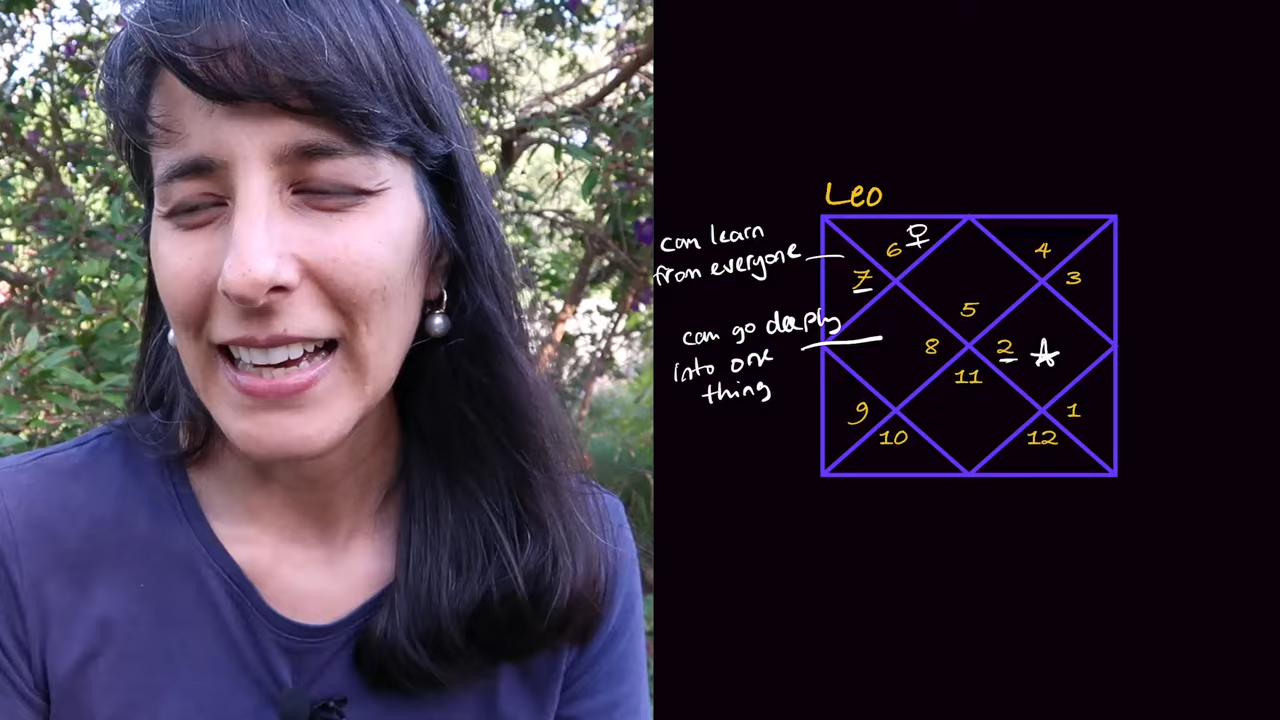 Leo
can learn
from everyone
6 ♀
4
7
3
5
can go deeply
into one
thing
8
2
11
9
1
10
12